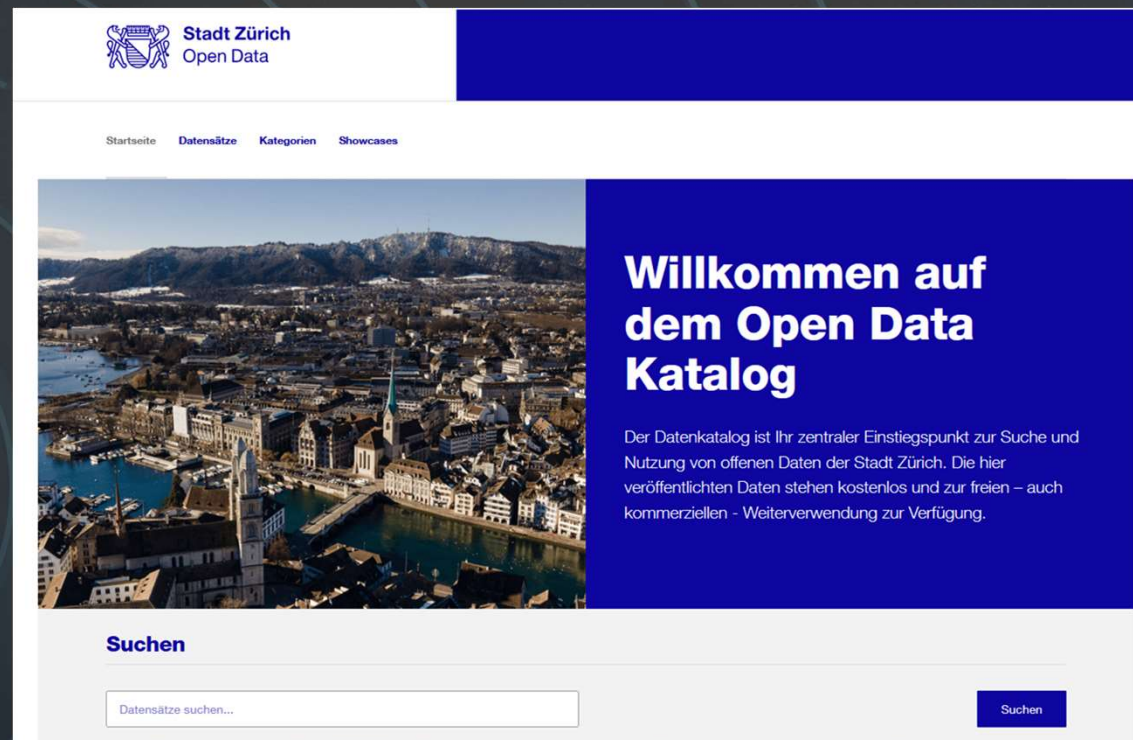 Stadt Zürich
Open Data
Startseite Datensätze Kategorien Showcases
Willkommen auf
dem Open Data
Katalog
Der Datenkatalog ist Ihr zentraler Einstiegspunkt zur Suche und
Nutzung von offenen Daten der Stadt Zürich. Die hier
veröffentlichten Daten stehen kostenlos und zur freien – auch
kommerziellen - Weiterverwendung zur Verfügung.
Suchen
Datensätze suchen...
Suchen